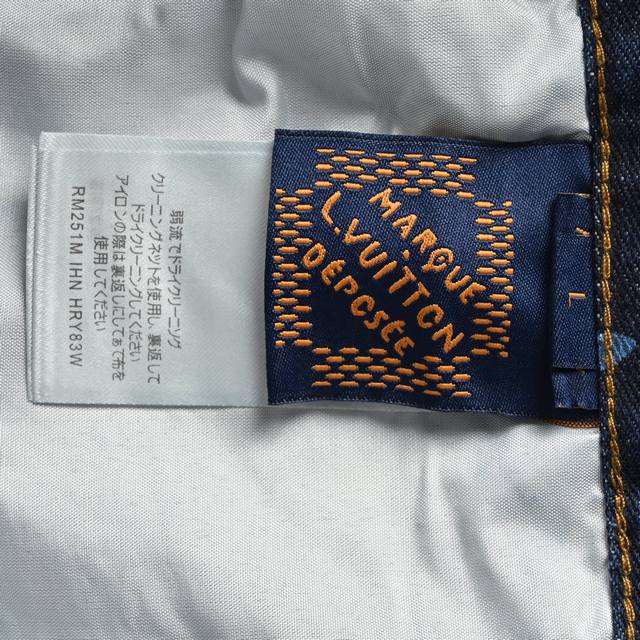 MARQUE
L.VUITTON
DÉPOSÉE
L
弱流でドライクリーニング
クリーニングネットを使用し、裏返して
ドライクリーニングしてください
アイロンの際は裏返しにしてあて布を
使用してください
RM251M IHN HRY83W